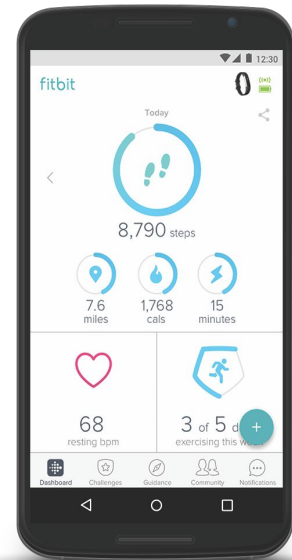 12:30
fitbit
Today
8,790 steps
7.6
miles
1,768
cals
15
minutes
68
resting bpm
3 of 5 d
exercising this w
Dashboard
Challenges
Guidance
Community
Notifications